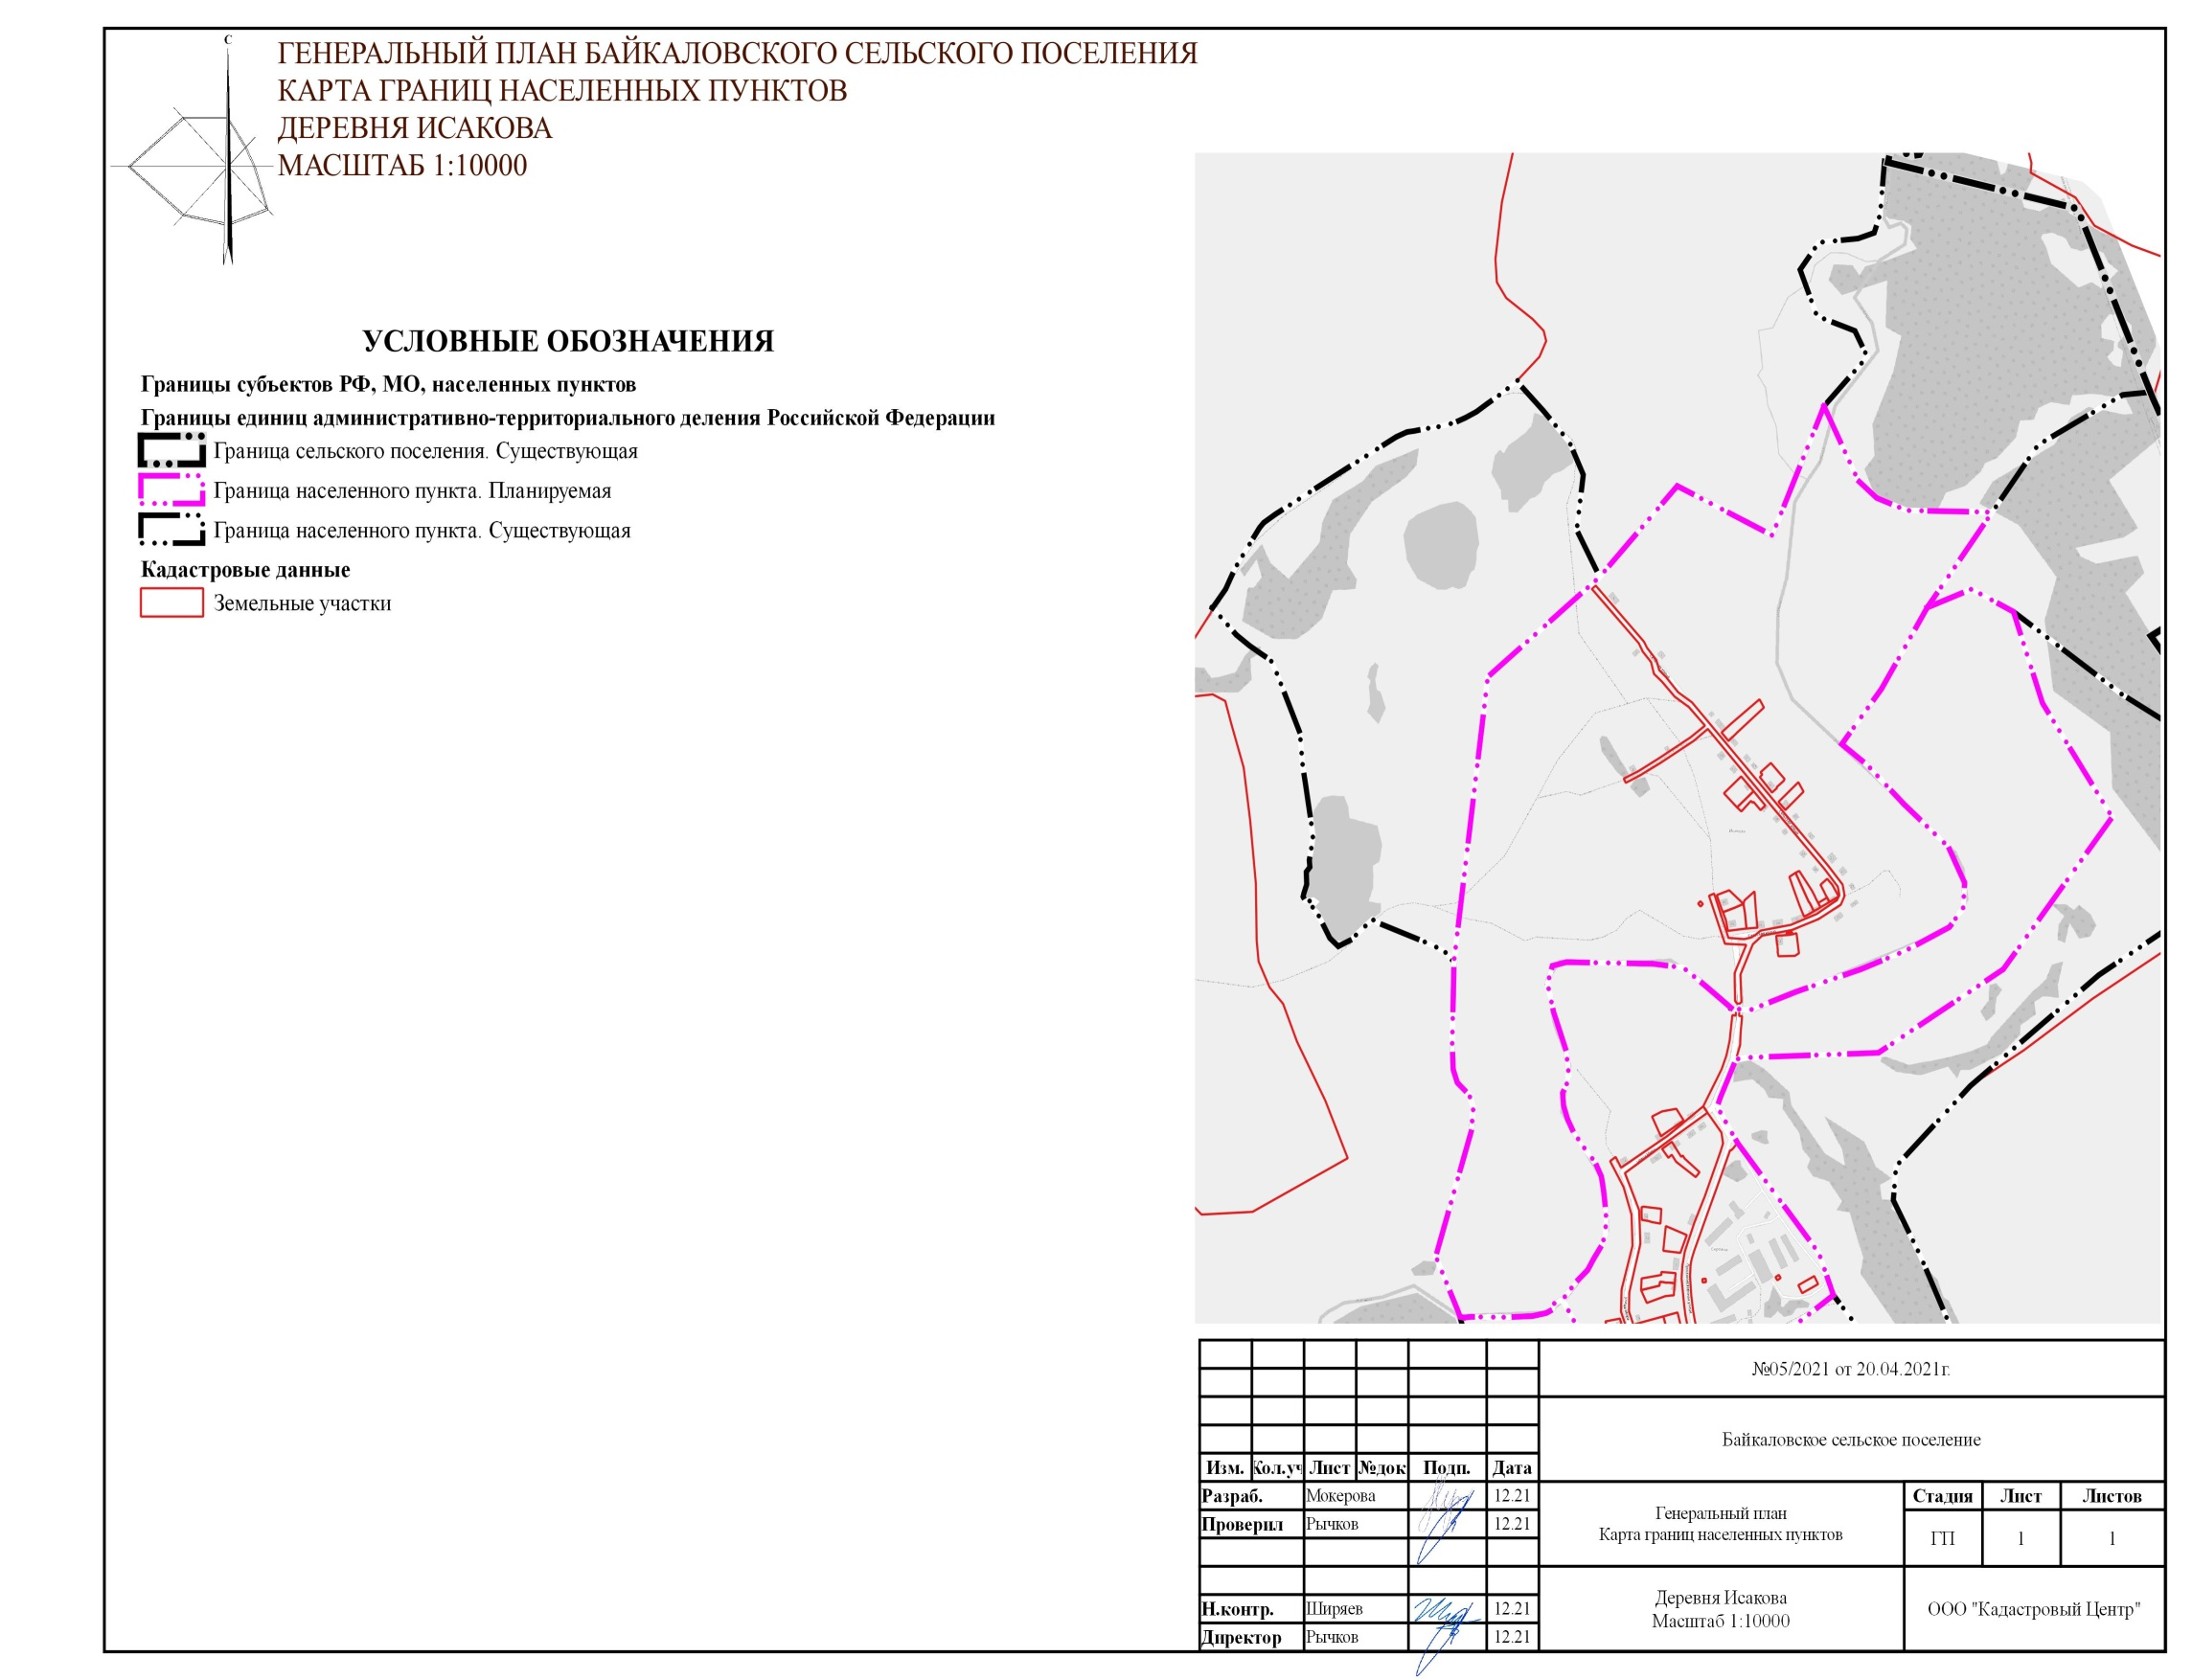 С
ГЕНЕРАЛЬНЫЙ ПЛАН БАЙКАЛОВСКОГО СЕЛЬСКОГО ПОСЕЛЕНИЯ
КАРТА ГРАНИЦ НАСЕЛЕННЫХ ПУНКТОВ
ДЕРЕВНЯ ИСАКОВА
МАСШТАБ 1:10000
УСЛОВНЫЕ ОБОЗНАЧЕНИЯ
Границы субъектов РФ, МО, населенных пунктов
Границы единиц административно-территориального деления Российской Федерации
Граница сельского поселения. Существующая
Граница населенного пункта. Планируемая
Граница населенного пункта. Существующая
Кадастровые данные
Земельные участки
№05/2021 от 20.04.2021г.
Байкаловское сельское поселение
Изм. Кол.уч Лист №док Подп. Дата
Разраб. Мокерова 12.21
Проверил Рычков 12.21
Генеральный план
Карта границ населенных пунктов
Стадия Лист Листов
ГП 1 1
Н.контр. Ширяев 12.21
Директор Рычков 12.21
Деревня Исакова
Масштаб 1:10000
ООО "Кадастровый Центр"